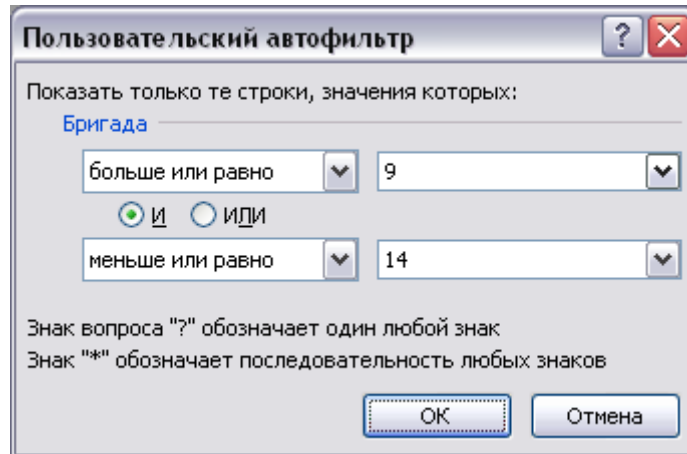 Пользовательский автофильтр
Показать только те строки, значения которых:
Бригада
больше или равно 9
И ИЛИ
меньше или равно 14
Знак вопроса "?" обозначает один любой знак
Знак "*" обозначает последовательность любых знаков
ОК Отмена